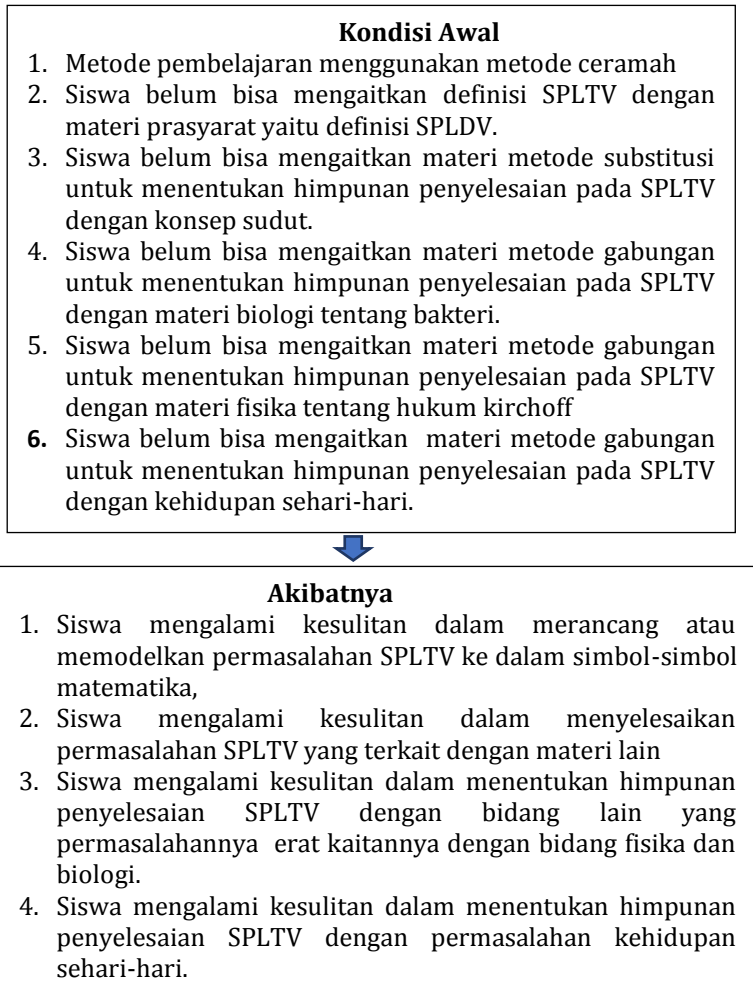 Kondisi Awal
1. Metode pembelajaran menggunakan metode ceramah
2. Siswa belum bisa mengaitkan definisi SPLTV dengan
materi prasyarat yaitu definisi SPLDV.
3. Siswa belum bisa mengaitkan materi metode substitusi
untuk menentukan himpunan penyelesaian pada SPLTV
dengan konsep sudut.
4. Siswa belum bisa mengaitkan materi metode gabungan
untuk menentukan himpunan penyelesaian pada SPLTV
dengan materi biologi tentang bakteri.
5. Siswa belum bisa mengaitkan materi metode gabungan
untuk menentukan himpunan penyelesaian pada SPLTV
dengan materi fisika tentang hukum kirchoff
6. Siswa belum bisa mengaitkan materi metode gabungan
untuk menentukan himpunan penyelesaian pada SPLTV
dengan kehidupan sehari-hari.
Akibatnya
1. Siswa mengalami kesulitan dalam merancang atau
memodelkan permasalahan SPLTV ke dalam simbol-simbol
matematika,
2. Siswa mengalami kesulitan dalam menyelesaikan
permasalahan SPLTV yang terkait dengan materi lain
3. Siswa mengalami kesulitan dalam menentukan himpunan
penyelesaian SPLTV dengan bidang lain yang
permasalahannya erat kaitannya dengan bidang fisika dan
biologi.
4. Siswa mengalami kesulitan dalam menentukan himpunan
penyelesaian SPLTV dengan permasalahan kehidupan
sehari-hari.